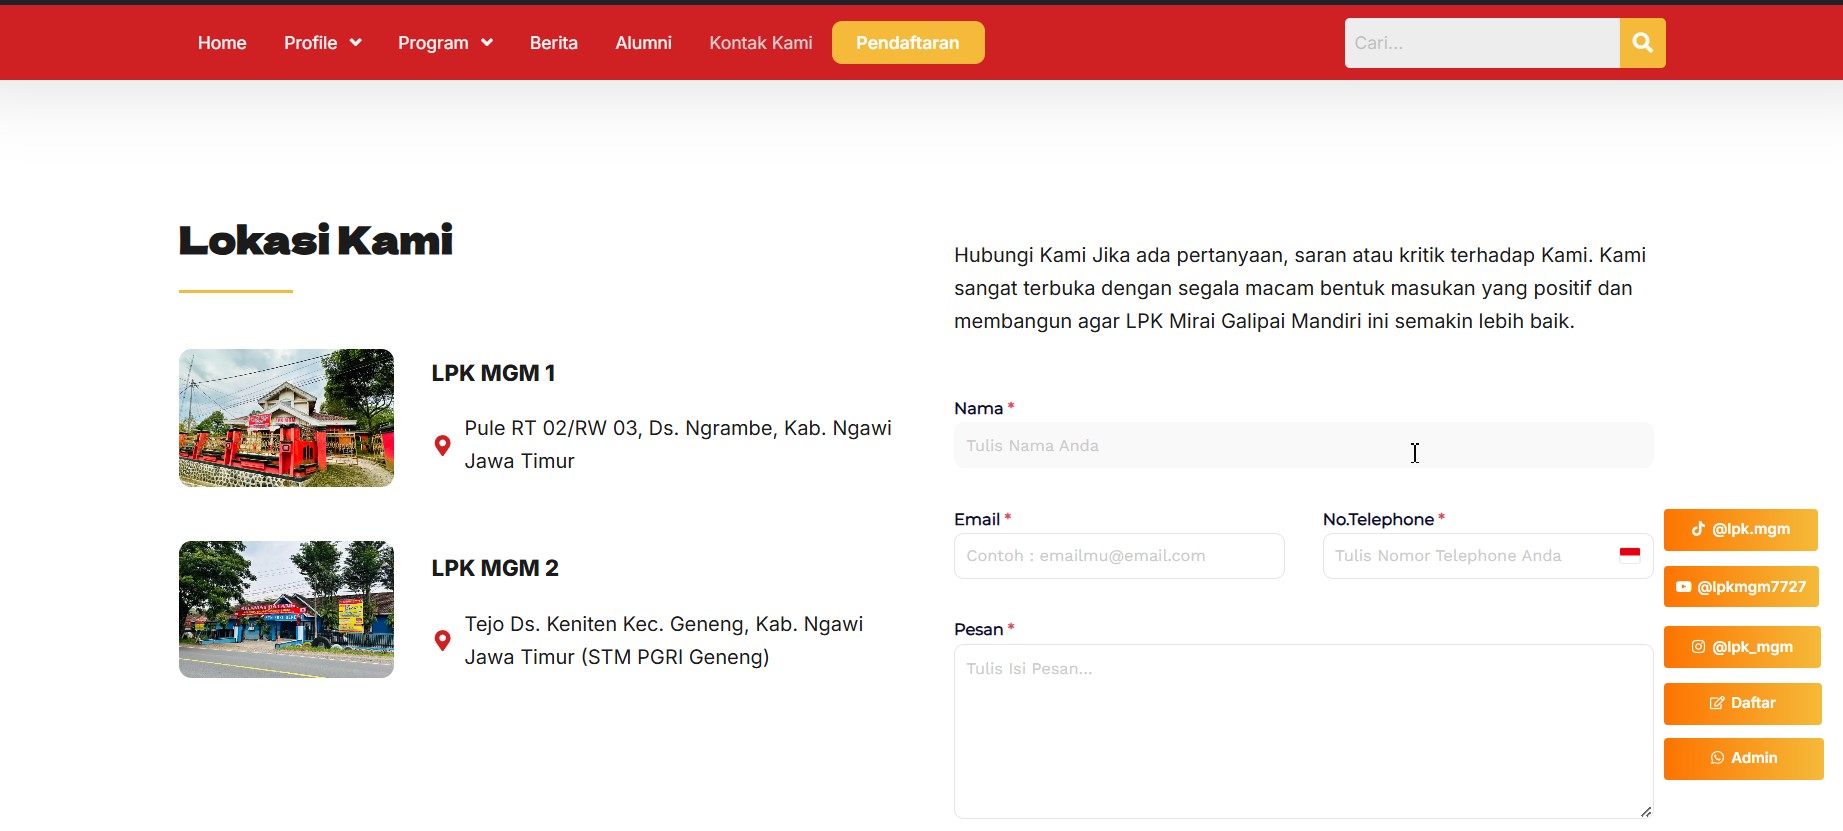 Home
Profile
Program
Berita
Alumni
Kontak Kami
Pendaftaran
Cari...
Lokasi Kami
LPK MGM 1
Pule RT 02/RW 03, Ds. Ngrambe, Kab. Ngawi
Jawa Timur
LPK MGM 2
Tejo Ds. Keniten Kec. Geneng, Kab. Ngawi
Jawa Timur (STM PGRI Geneng)
Hubungi Kami Jika ada pertanyaan, saran atau kritik terhadap Kami. Kami
sangat terbuka dengan segala macam bentuk masukan yang positif dan
membangun agar LPK Mirai Galipai Mandiri ini semakin lebih baik.
Nama *
Tulis Nama Anda
Email *
Contoh : emailmu@email.com
No.Telephone *
Tulis Nomor Telephone Anda
Pesan *
Tulis Isi Pesan...
@lpk.mgm
@lpkmgm7727
@lpk_mgm
Daftar
Admin